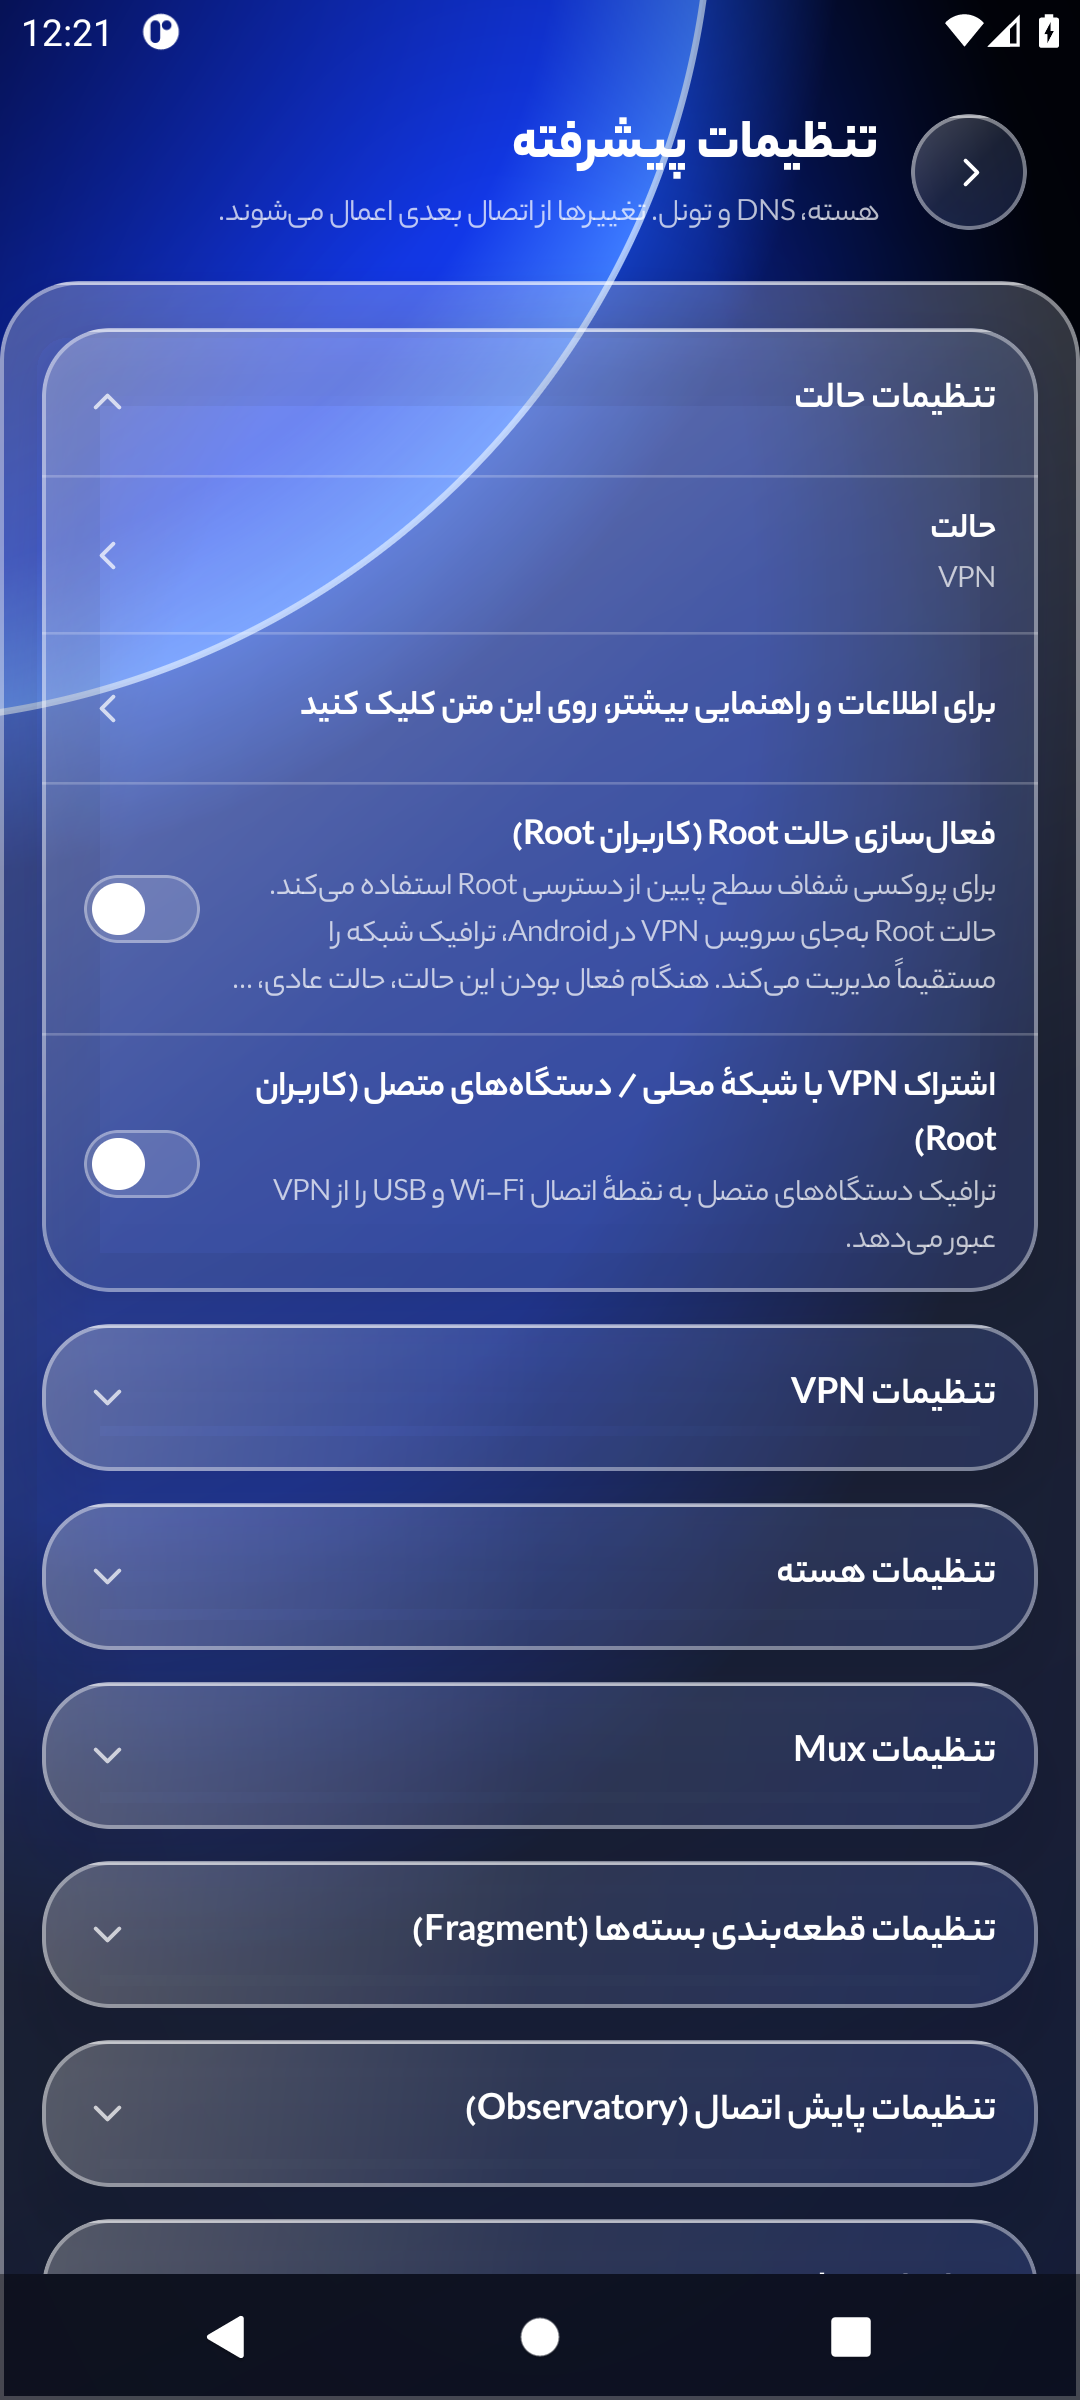 12:21
تنظیمات پیشرفته
هسته، DNS و تونل. تغییرها از اتصال بعدی اعمال می‌شوند.
تنظیمات حالت
حالت
VPN
برای اطلاعات و راهنمایی بیشتر، روی این متن کلیک کنید
فعال‌سازی حالت Root (کاربران Root)
برای پروکسی شفاف سطح پایین از دسترسی Root استفاده می‌کند.
حالت Root به‌جای سرویس VPN در Android، ترافیک شبکه را
مستقیماً مدیریت می‌کند. هنگام فعال بودن این حالت، حالت عادی، ...
اشتراک VPN با شبکهٔ محلی / دستگاه‌های متصل (کاربران
Root)
ترافیک دستگاه‌های متصل به نقطهٔ اتصال Wi-Fi و USB را از VPN
عبور می‌دهد.
تنظیمات VPN
تنظیمات هسته
تنظیمات Mux
تنظیمات قطعه‌بندی بسته‌ها (Fragment)
تنظیمات پایش اتصال (Observatory)